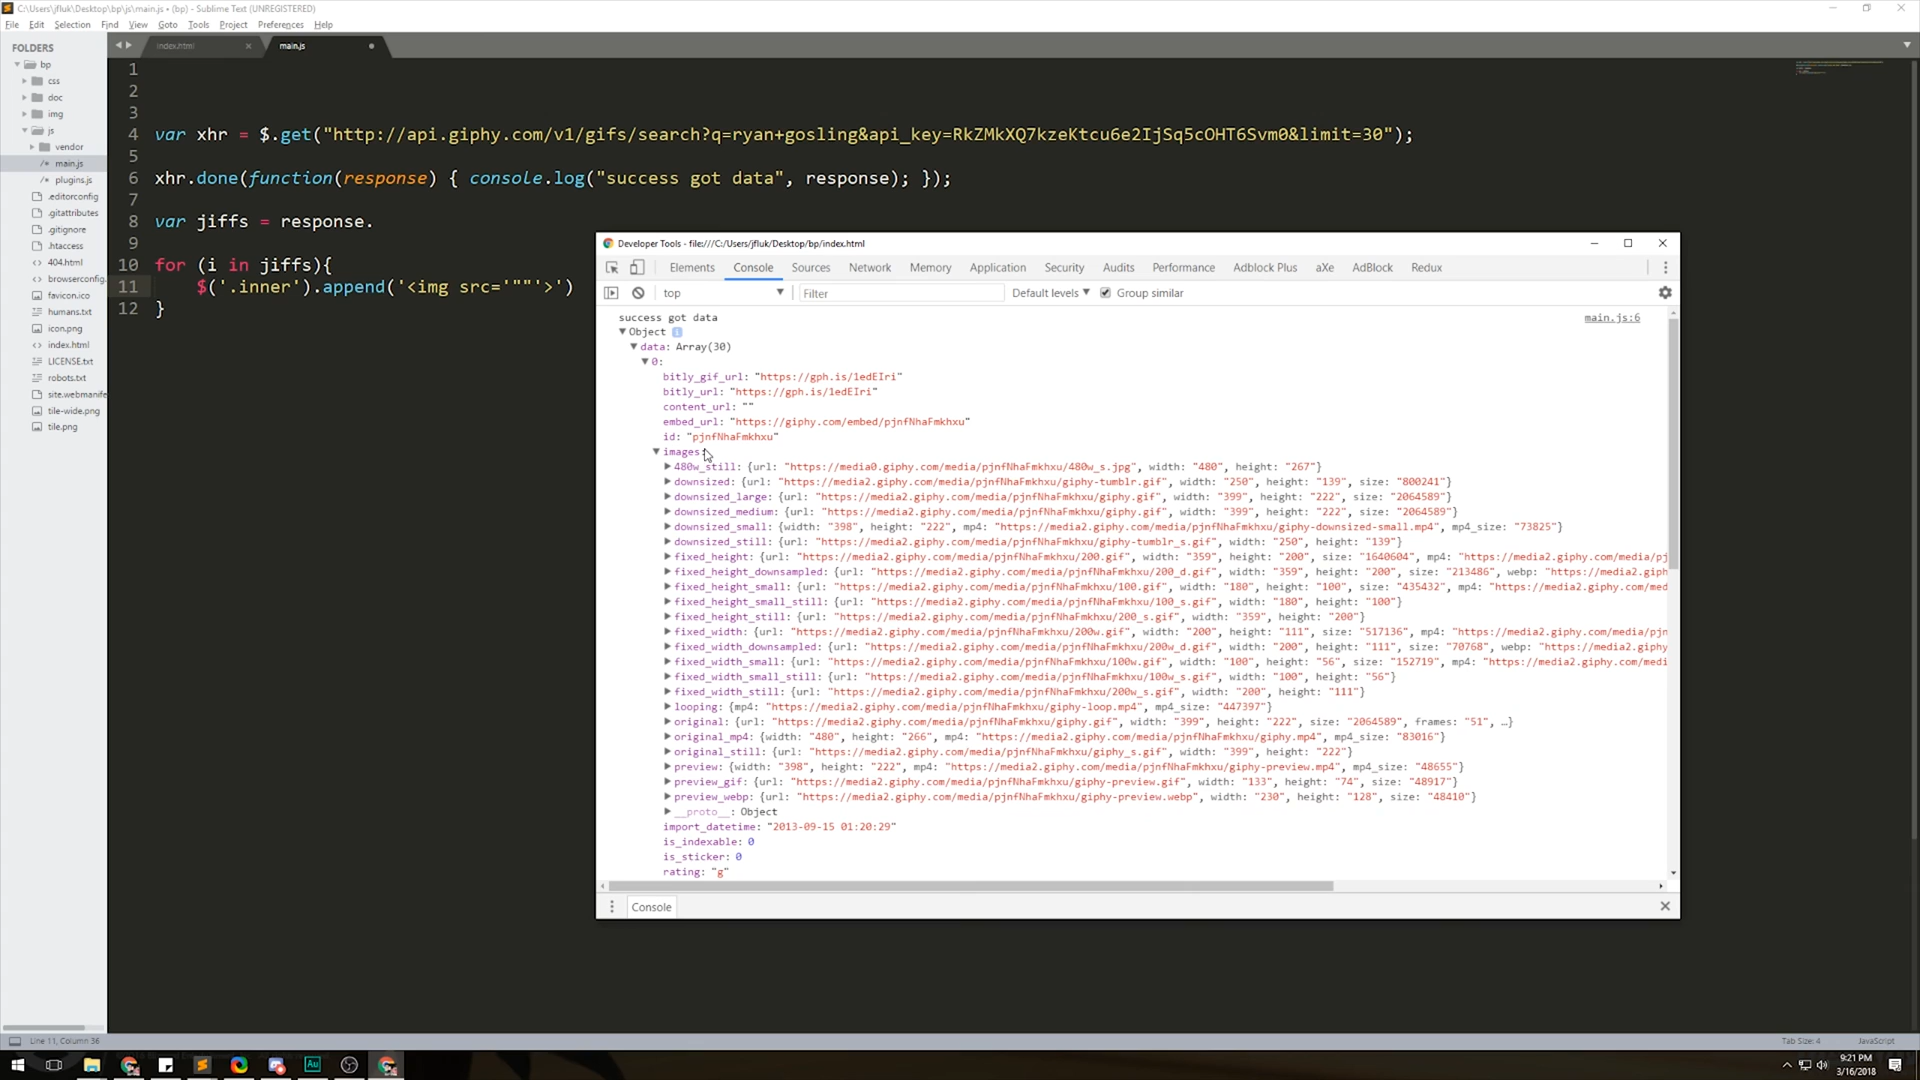 C:\Users\jfluk\Desktop\bp\js\main.js • (bp) - Sublime Text (UNREGISTERED)
File Edit Selection Find View Goto Tools Project Preferences Help
FOLDERS
bp
css
doc
img
js
vendor
main.js
plugins.js
.editorconfig
.gitattributes
.gitignore
.htaccess
404.html
browserconfig.
favicon.ico
humans.txt
icon.png
index.html
LICENSE.txt
robots.txt
site.webmanife
tile-wide.png
tile.png
index.html
main.js
1
2
3
4 var xhr = $.get("http://api.giphy.com/v1/gifs/search?q=ryan+gosling&api_key=RkZMkXQ7kzeKtcu6e2IjSq5cOHT6Svm0&limit=30");
5
6 xhr.done(function(response) { console.log("success got data", response); });
7
8 var jiffs = response.
9
10 for (i in jiffs){
11 $('.inner').append('<img src='""'>')
12 }
Developer Tools - file:///C:/Users/jfluk/Desktop/bp/index.html
Elements Console Sources Network Memory Application Security Audits Performance Adblock Plus aXe AdBlock Redux
top Filter Default levels Group similar
success got data main.js:6
Object i
data: Array(30)
0:
bitly_gif_url: "https://gph.is/1edEIri"
bitly_url: "https://gph.is/1edEIri"
content_url: ""
embed_url: "https://giphy.com/embed/pjnfNhaFmkhxu"
id: "pjnfNhaFmkhxu"
images:
480w_still: {url: "https://media0.giphy.com/media/pjnfNhaFmkhxu/480w_s.jpg", width: "480", height: "267"}
downsized: {url: "https://media2.giphy.com/media/pjnfNhaFmkhxu/giphy-tumblr.gif", width: "250", height: "139", size: "800241"}
downsized_large: {url: "https://media2.giphy.com/media/pjnfNhaFmkhxu/giphy.gif", width: "399", height: "222", size: "2064589"}
downsized_medium: {url: "https://media2.giphy.com/media/pjnfNhaFmkhxu/giphy.gif", width: "399", height: "222", size: "2064589"}
downsized_small: {width: "398", height: "222", mp4: "https://media2.giphy.com/media/pjnfNhaFmkhxu/giphy-downsized-small.mp4", mp4_size: "73825"}
downsized_still: {url: "https://media2.giphy.com/media/pjnfNhaFmkhxu/giphy-tumblr_s.gif", width: "250", height: "139"}
fixed_height: {url: "https://media2.giphy.com/media/pjnfNhaFmkhxu/200.gif", width: "359", height: "200", size: "1640604", mp4: "https://media2.giphy.com/media/pj
fixed_height_downsampled: {url: "https://media2.giphy.com/media/pjnfNhaFmkhxu/200_d.gif", width: "359", height: "200", size: "213486", webp: "https://media2.giph
fixed_height_small: {url: "https://media2.giphy.com/media/pjnfNhaFmkhxu/100.gif", width: "180", height: "100", size: "435432", mp4: "https://media2.giphy.com/med
fixed_height_small_still: {url: "https://media2.giphy.com/media/pjnfNhaFmkhxu/100_s.gif", width: "180", height: "100"}
fixed_height_still: {url: "https://media2.giphy.com/media/pjnfNhaFmkhxu/200_s.gif", width: "359", height: "200"}
fixed_width: {url: "https://media2.giphy.com/media/pjnfNhaFmkhxu/200w.gif", width: "200", height: "111", size: "517136", mp4: "https://media2.giphy.com/media/pjn
fixed_width_downsampled: {url: "https://media2.giphy.com/media/pjnfNhaFmkhxu/200w_d.gif", width: "200", height: "111", size: "70768", webp: "https://media2.giphy
fixed_width_small: {url: "https://media2.giphy.com/media/pjnfNhaFmkhxu/100w.gif", width: "100", height: "56", size: "152719", mp4: "https://media2.giphy.com/medi
fixed_width_small_still: {url: "https://media2.giphy.com/media/pjnfNhaFmkhxu/100w_s.gif", width: "100", height: "56"}
fixed_width_still: {url: "https://media2.giphy.com/media/pjnfNhaFmkhxu/200w_s.gif", width: "200", height: "111"}
looping: {mp4: "https://media2.giphy.com/media/pjnfNhaFmkhxu/giphy-loop.mp4", mp4_size: "447397"}
original: {url: "https://media2.giphy.com/media/pjnfNhaFmkhxu/giphy.gif", width: "399", height: "222", size: "2064589", frames: "51", …}
original_mp4: {width: "480", height: "266", mp4: "https://media2.giphy.com/media/pjnfNhaFmkhxu/giphy.mp4", mp4_size: "83016"}
original_still: {url: "https://media2.giphy.com/media/pjnfNhaFmkhxu/giphy_s.gif", width: "399", height: "222"}
preview: {width: "398", height: "222", mp4: "https://media2.giphy.com/media/pjnfNhaFmkhxu/giphy-preview.mp4", mp4_size: "48655"}
preview_gif: {url: "https://media2.giphy.com/media/pjnfNhaFmkhxu/giphy-preview.gif", width: "133", height: "74", size: "48917"}
preview_webp: {url: "https://media2.giphy.com/media/pjnfNhaFmkhxu/giphy-preview.webp", width: "230", height: "128", size: "48410"}
__proto__: Object
import_datetime: "2013-09-15 01:20:29"
is_indexable: 0
is_sticker: 0
rating: "g"
Console
Line 11, Column 36 Tab Size: 4 JavaScript
Au
9:21 PM
3/16/2018